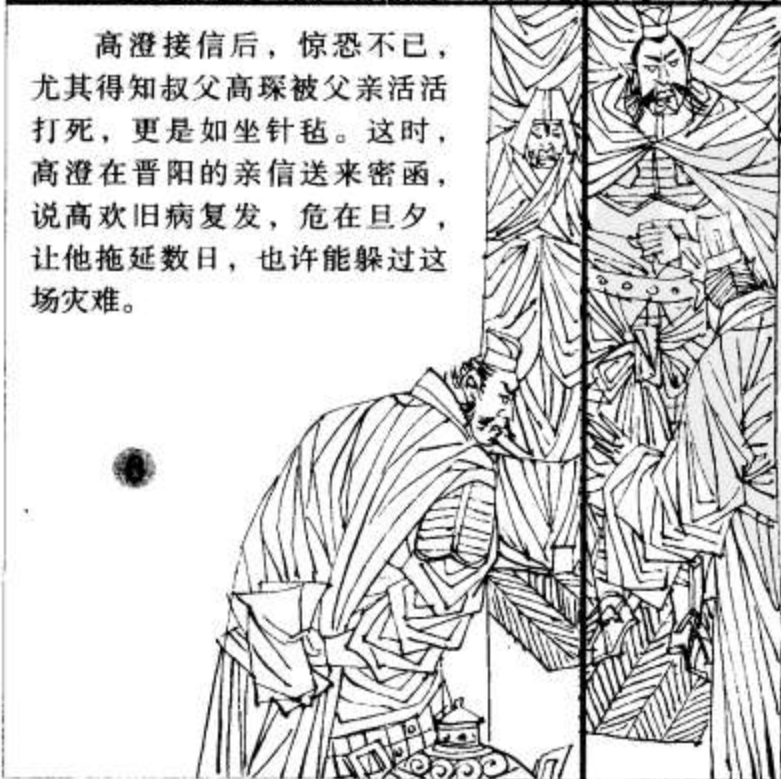 高澄接信后，惊恐不已，
尤其得知叔父高琛被父亲活活
打死，更是如坐针毡。这时，
高澄在晋阳的亲信送来密函，
说高欢旧病复发，危在旦夕，
让他拖延数日，也许能躲过这
场灾难。